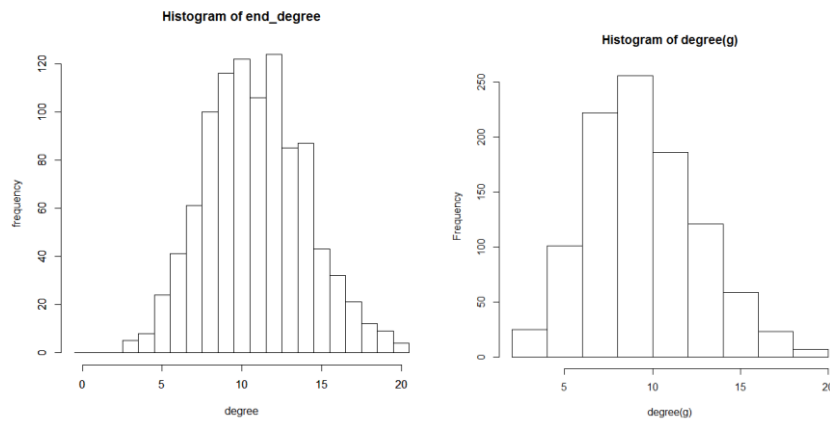 Histogram of end_degree
frequency
0 20 40 60 80 100 120
0 5 10 15 20
degree
Histogram of degree(g)
Frequency
0 50 100 150 200 250
5 10 15 20
degree(g)